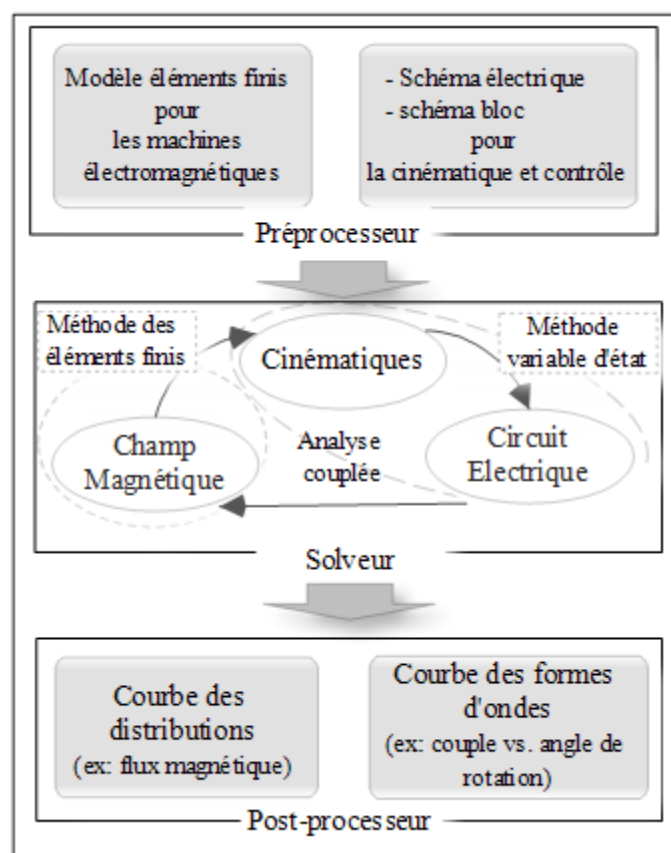 Modèle éléments finis
pour
les machines
électromagnétiques
- Schéma électrique
- schéma bloc
pour
la cinématique et contrôle
Préprocesseur
Méthode des
éléments finis
Cinématiques
Méthode
variable d'état
Champ
Magnétique
Analyse
couplée
Circuit
Electrique
Solveur
Courbe des
distributions
(ex: flux magnétique)
Courbe des formes
d'ondes
(ex: couple vs. angle de
rotation)
Post-processeur